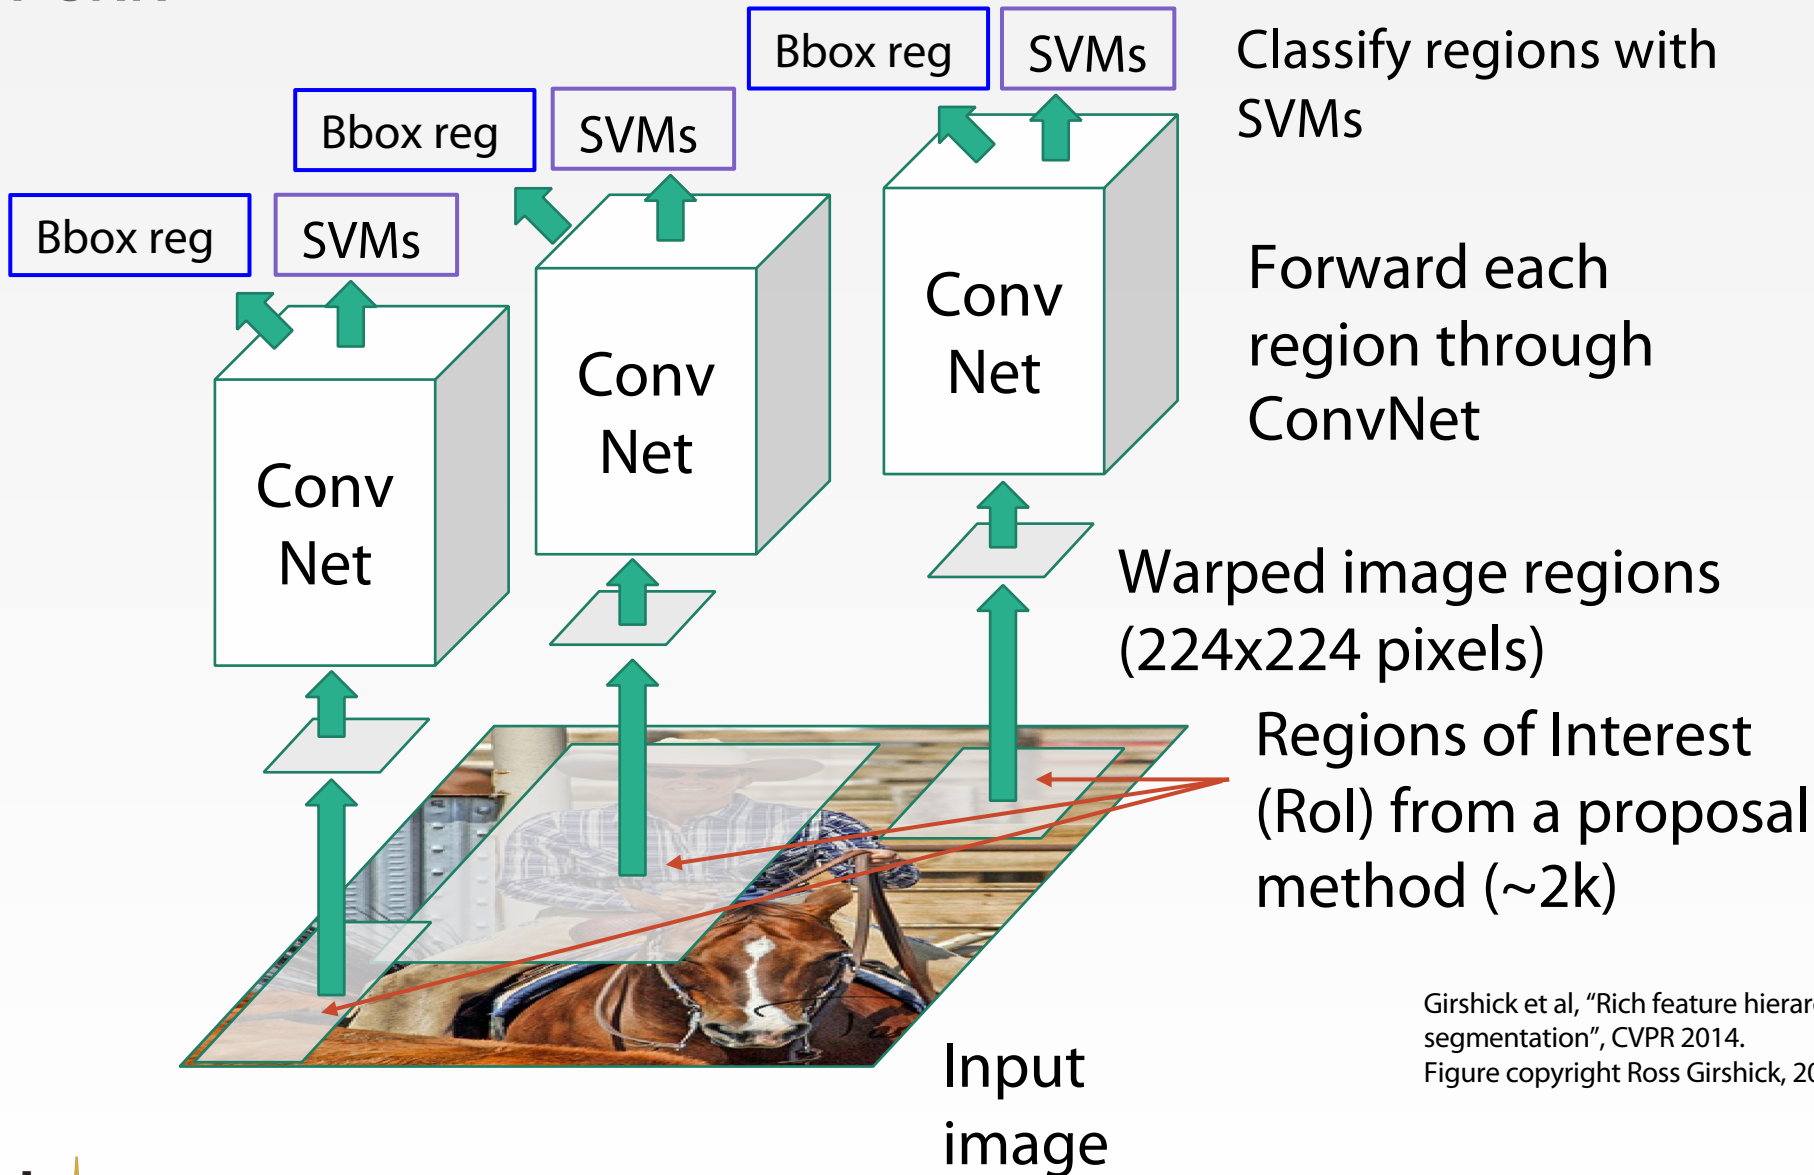 Bbox reg
SVMs
Classify regions with
SVMs
Bbox reg
SVMs
Bbox reg
SVMs
Forward each
region through
ConvNet
Conv
Net
Conv
Net
Conv
Net
Warped image regions
(224x224 pixels)
Regions of Interest
(RoI) from a proposal
method (~2k)
Girshick et al, “Rich feature
segmentation”, CVPR 2014.
Figure copyright Ross Girshick,
Input
image